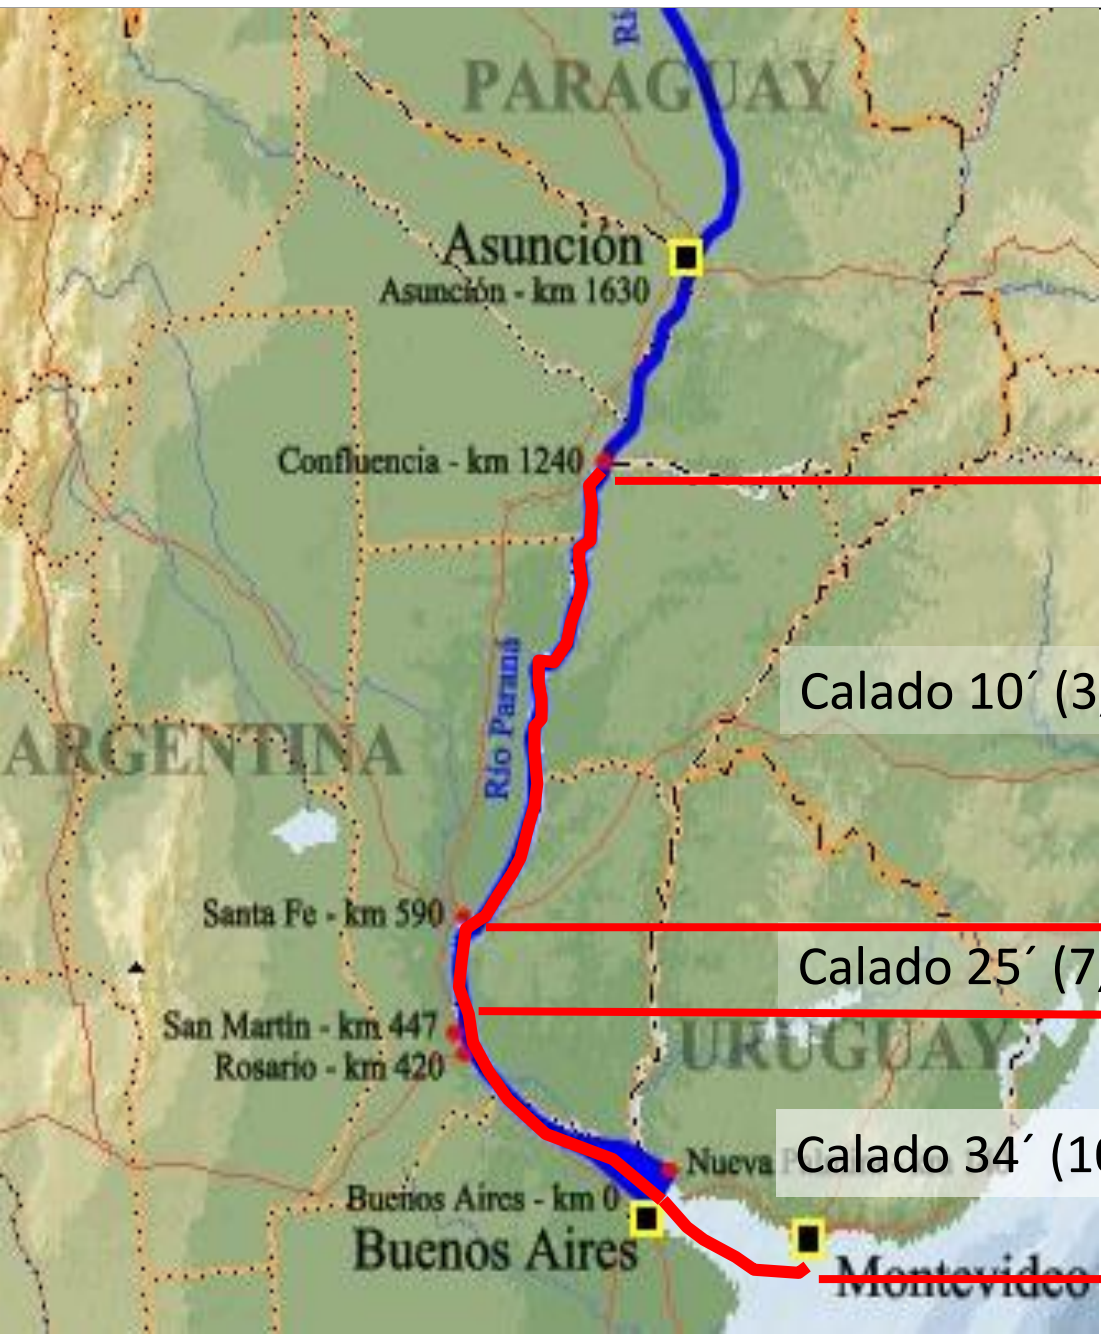 Rí
PARAGUAY
Asunción
Asunción - km 1630
Confluencia - km 1240
Río Paraná
Calado 10´ (3,
ARGENTINA
Santa Fe - km 590
Calado 25´ (7,
San Martin - km 447
URUGUAY
Rosario - km 420
Calado 34´ (10
Nueva
Buenos Aires - km 0
Buenos Aires
Montevideo